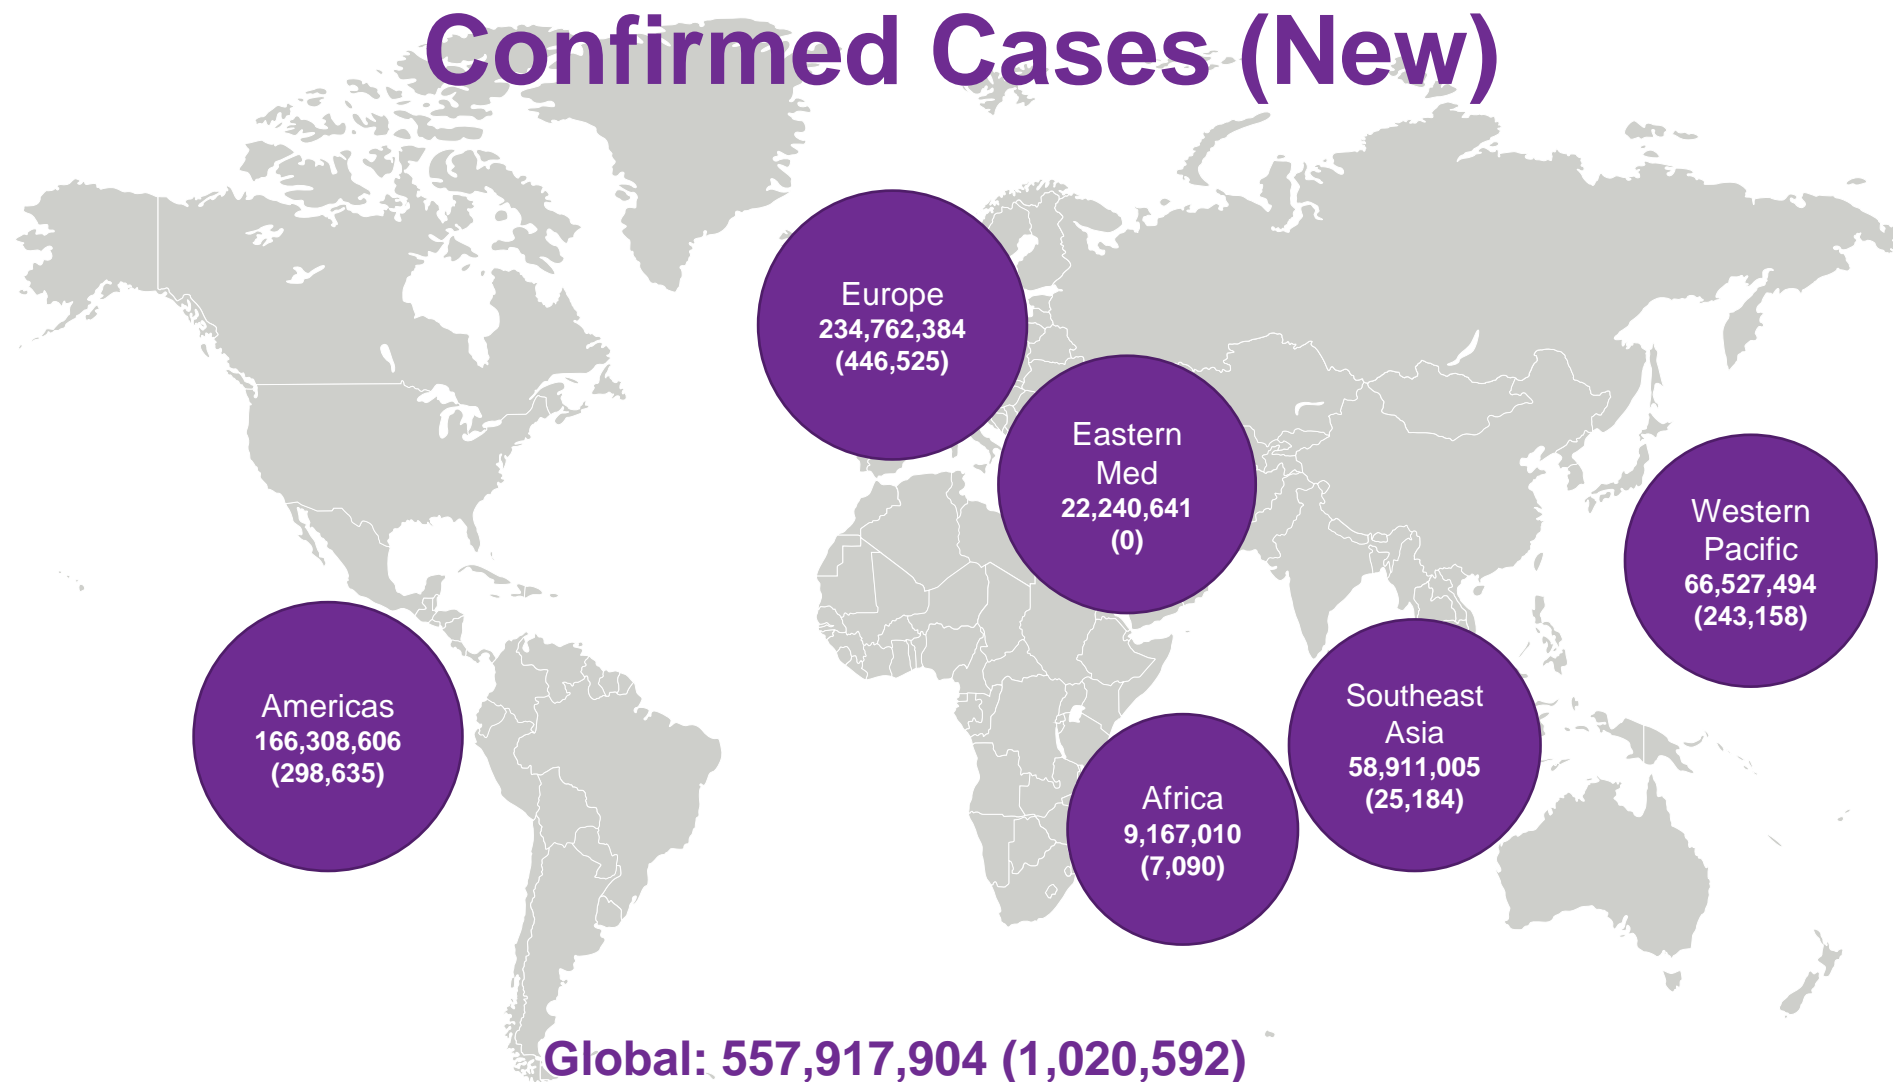 Confirmed Cases (New)
Europe
234,762,384
(446,525)
Eastern
Med
22,240,641
(0)
Western
Pacific
66,527,494
(243,158)
Americas
166,308,606
(298,635)
Southeast
Asia
58,911,005
(25,184)
Africa
9,167,010
(7,090)
Global: 557,917,904 (1,020,592)